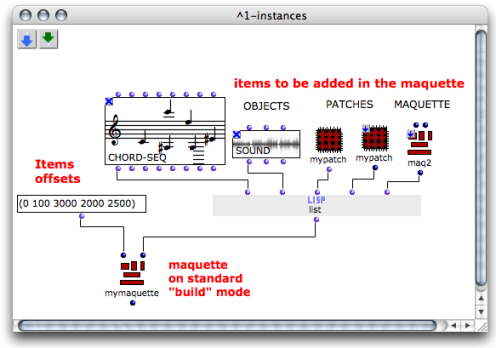 ^1-instances
items to be added in the maquette
OBJECTS PATCHES MAQUETTE
CHORD-SEQ
SOUND
mypatch
mypatch
maq2
Items
offsets
(0 100 3000 2000 2500)
LISP
list
mymaquette
maquette
on standard
"build" mode